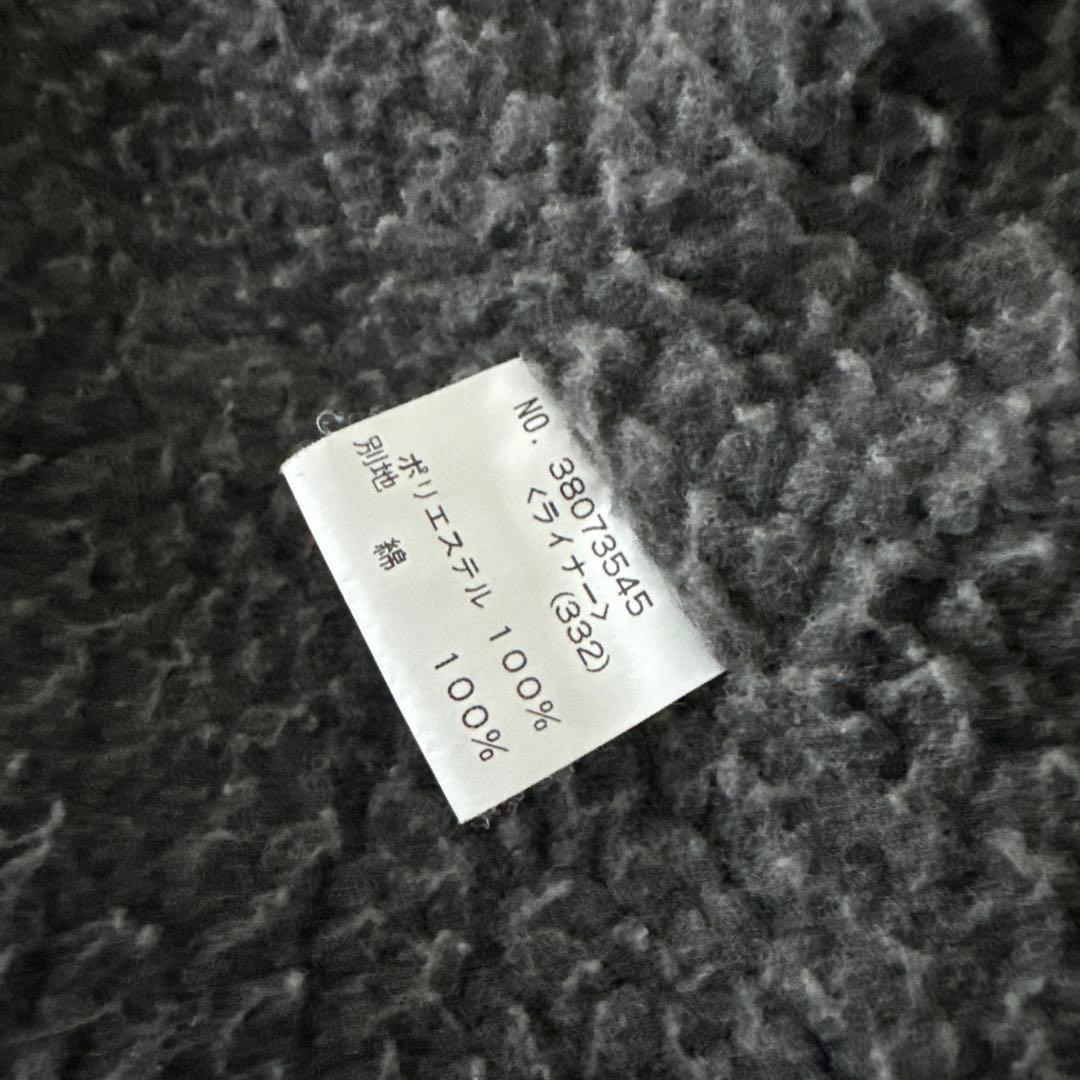 NO. 38073545
<ライナー> (332)
ポリエステル 100%
別地 綿 100%